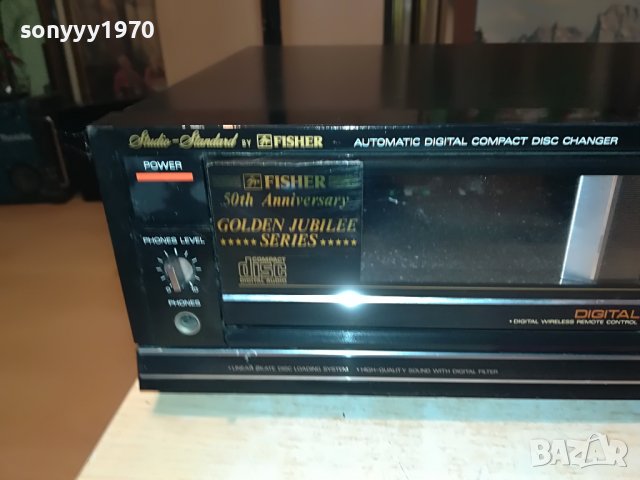 sonyyy1970
Studio-Standard BY FISHER AUTOMATIC DIGITAL COMPACT DISC CHANGER
POWER
FISHER
50th Anniversary
GOLDEN JUBILEE
★★★★★ SERIES ★★★★★
COMPACT
disc
DIGITAL AUDIO
PHONES LEVEL
0 10
PHONES
DIGITAL
• DIGITAL WIRELESS REMOTE CONTROL
• LINEAR SKATE DISC LOADING SYSTEM • HIGH-QUALITY SOUND WITH DIGITAL FILTER
BAZAR